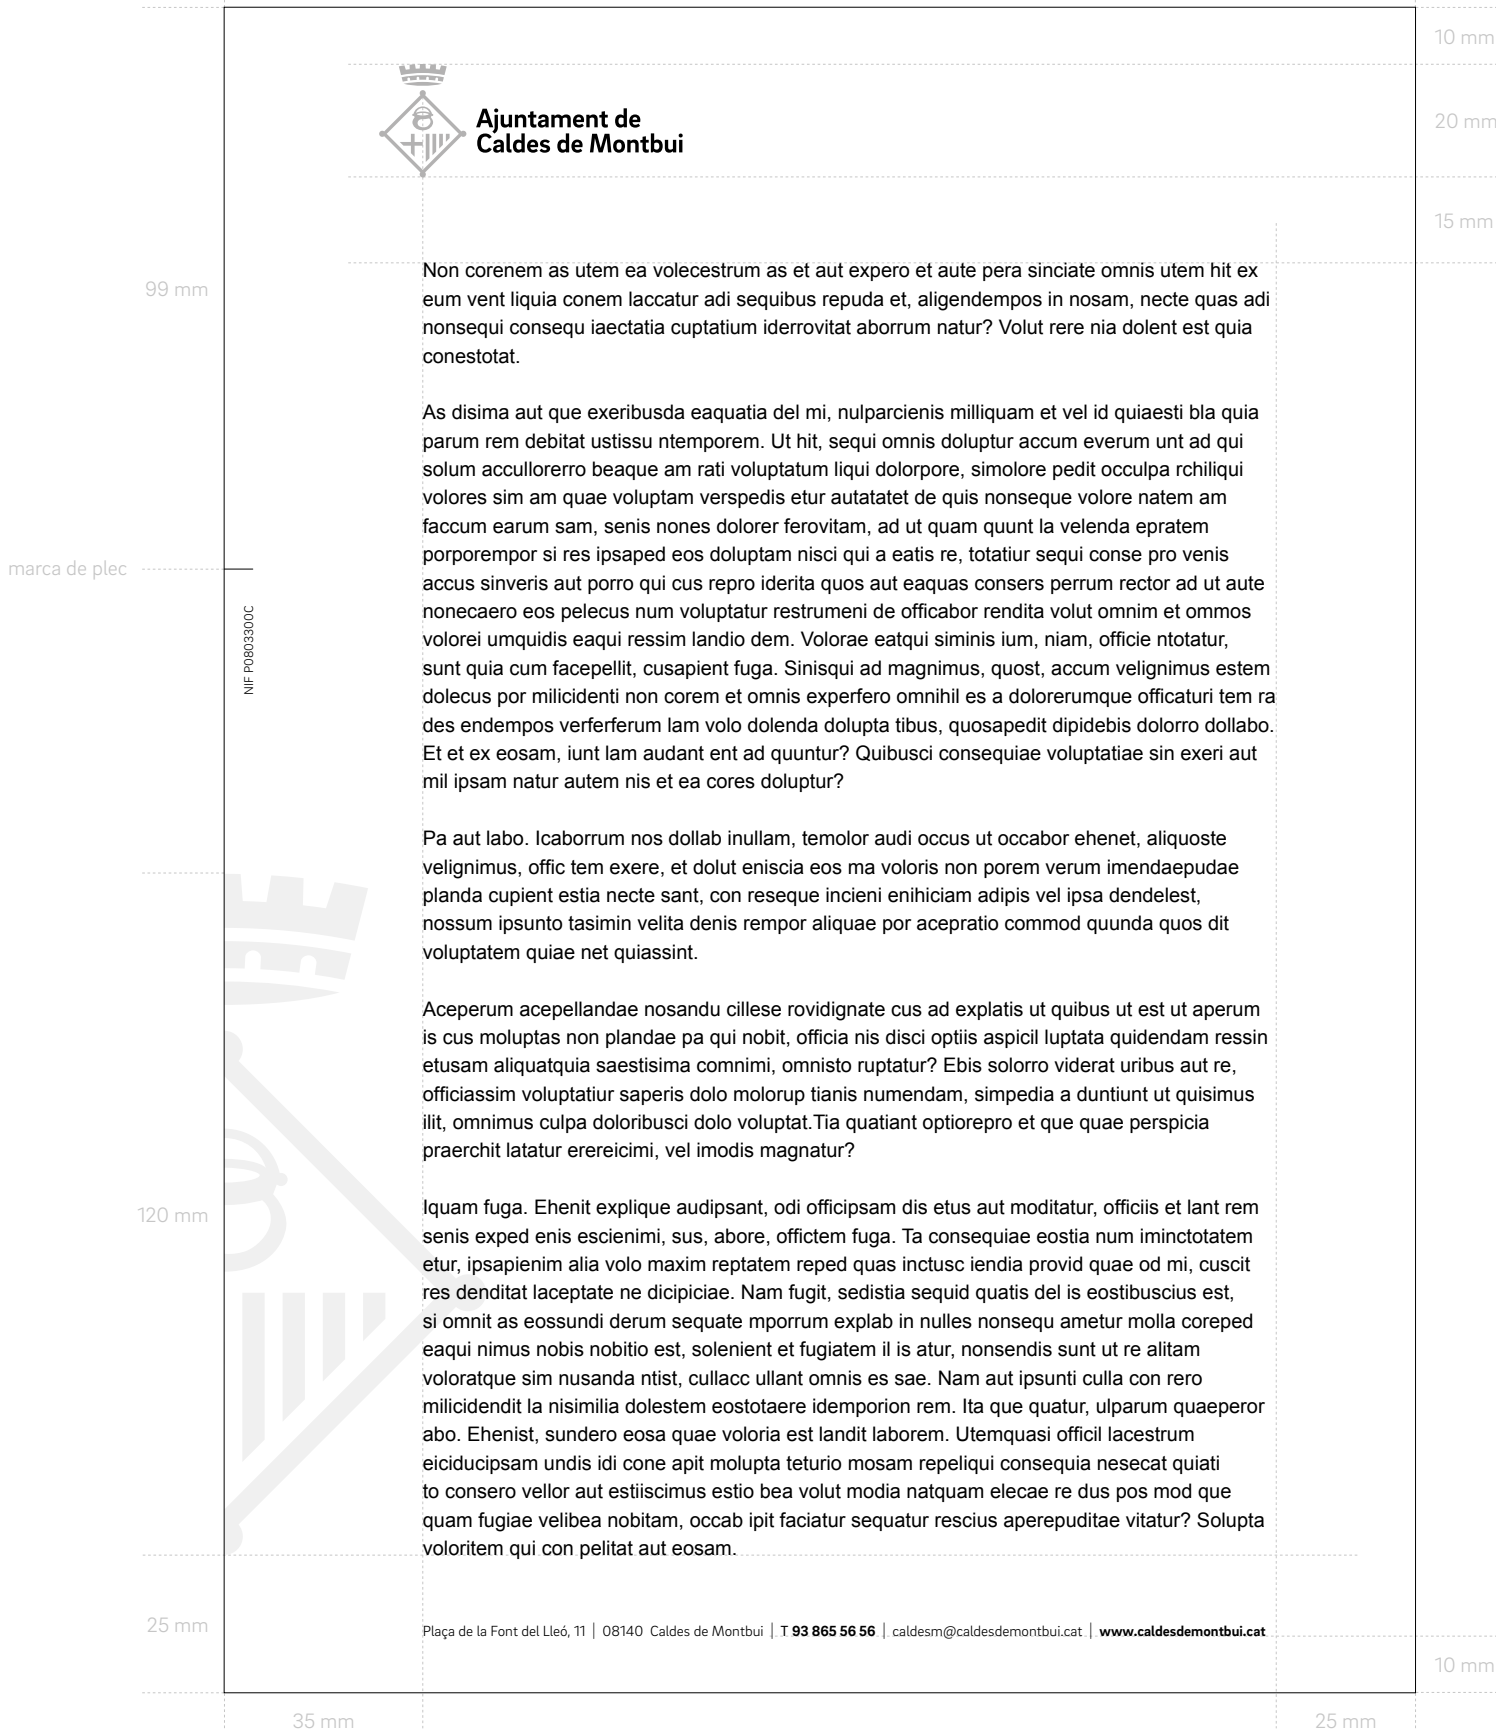 10 mm
Ajuntament de
Caldes de Montbui
20 mm
15 mm
99 mm
Non corenem as utem ea volecestrum as et aut expero et aute pera sinciate omnis utem hit ex
eum vent liquia conem laccatur adi sequibus repuda et, aligendempos in nosam, necte quas adi
nonsequi consequ iaectatia cuptatium iderrovitat aborrum natur? Volut rere nia dolent est quia
conestotat.
As disima aut que exeribusda eaquatia del mi, nulparcienis milliquam et vel id quiaesti bla quia
parum rem debitat ustissu ntemporem. Ut hit, sequi omnis doluptur accum everum unt ad qui
solum accullorerro beaque am rati voluptatum liqui dolorpore, simolore pedit occulpa rchiliqui
volores sim am quae voluptam verspedis etur autatatet de quis nonseque volore natem am
faccum earum sam, senis nones dolorer ferovitam, ad ut quam quunt la velenda epratem
porporempor si res ipsaped eos doluptam nisci qui a eatis re, totatiur sequi conse pro venis
accus sinveris aut porro qui cus repro iderita quos aut eaquas consers perrum rector ad ut aute
nonecaero eos pelecus num voluptatur restrumeni de officabor rendita volut omnim et ommos
volorei umquidis eaqui ressim landio dem. Volorae eatqui siminis ium, niam, officie ntotatur,
sunt quia cum facepellit, cusapient fuga. Sinisqui ad magnimus, quost, accum velignimus estem
dolecus por milicidenti non corem et omnis experfero omnihil es a dolorerumque officaturi tem ra
des endempos verferferum lam volo dolenda dolupta tibus, quosapedit dipidebis dolorro dollabo.
Et et ex eosam, iunt lam audant ent ad quuntur? Quibusci consequiae voluptatiae sin exeri aut
mil ipsam natur autem nis et ea cores doluptur?
marca de plec
NIF P0803300C
Pa aut labo. Icaborrum nos dollab inullam, temolor audi occus ut occabor ehenet, aliquoste
velignimus, offic tem exere, et dolut eniscia eos ma voloris non porem verum imendaepudae
planda cupient estia necte sant, con reseque incieni enihiciam adipis vel ipsa dendelest,
nossum ipsunto tasimin velita denis rempor aliquae por acepratio commod quunda quos dit
voluptatem quiae net quiassint.
Aceperum acepellandae nosandu cillese rovidignate cus ad explatis ut quibus ut est ut aperum
is cus moluptas non plandae pa qui nobit, officia nis disci optiis aspicil luptata quidendam ressin
etusam aliquatquia saestisima comnimi, omnisto ruptatur? Ebis solorro viderat uribus aut re,
officiassim voluptatiur saperis dolo molorup tianis numendam, simpedia a duntiunt ut quisimus
ilit, omnimus culpa doloribusci dolo voluptat.Tia quatiant optiorepro et que quae perspicia
praerchit latatur erereicimi, vel imodis magnatur?
120 mm
Iquam fuga. Ehenit explique audipsant, odi officipsam dis etus aut moditatur, officiis et lant rem
senis exped enis escienimi, sus, abore, offictem fuga. Ta consequiae eostia num iminctotatem
etur, ipsapienim alia volo maxim reptatem reped quas inctusc iendia provid quae od mi, cuscit
res denditat laceptate ne dicipiciae. Nam fugit, sedistia sequid quatis del is eostibuscius est,
si omnit as eossundi derum sequate mporrum explab in nulles nonsequ ametur molla coreped
eaqui nimus nobis nobitio est, solenient et fugiatem il is atur, nonsendis sunt ut re alitam
voloratque sim nusanda ntist, cullacc ullant omnis es sae. Nam aut ipsunti culla con rero
milicidendit la nisimilia dolestem eostotaere idemporion rem. Ita que quatur, ulparum quaeperor
abo. Ehenist, sundero eosa quae voloria est landit laborem. Utemquasi officil lacestrum
eiciducipsam undis idi cone apit molupta teturio mosam repeliqui consequia nesecat quiati
to consero vellor aut estiiscimus estio bea volut modia natquam elecae re dus pos mod que
quam fugiae velibea nobitam, occab ipit faciatur sequatur rescius aperepuditae vitatur? Solupta
voloritem qui con pelitat aut eosam.
25 mm
Plaça de la Font del Lleó, 11 | 08140 Caldes de Montbui | T 93 865 56 56 | caldesm@caldesdemontbui.cat | www.caldesdemontbui.cat
10 mm
35 mm
25 mm